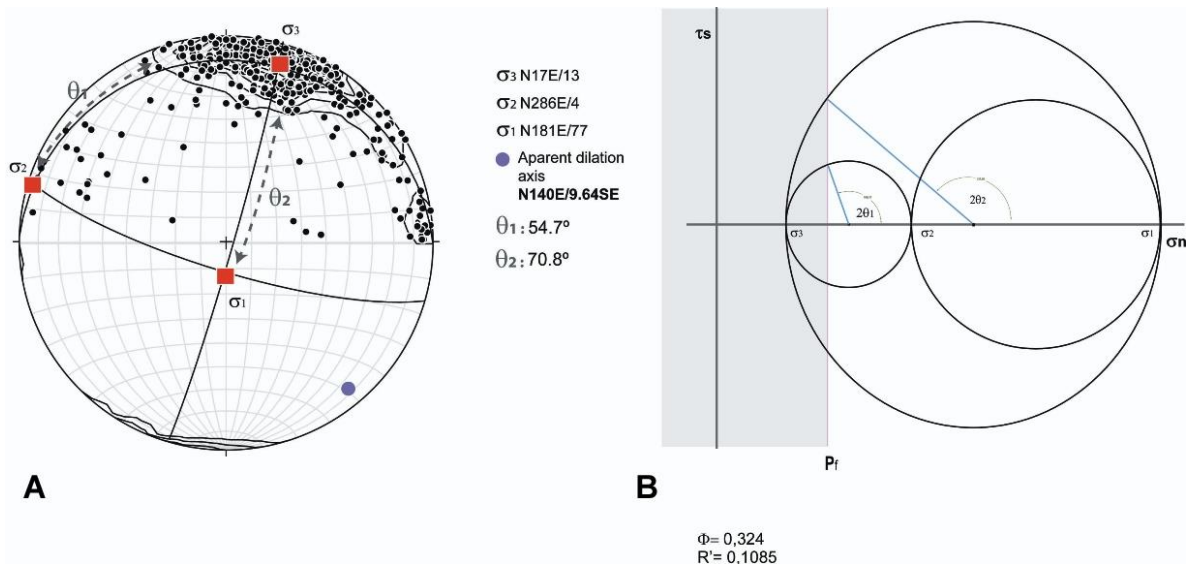 σ3
θ1
σ2
θ2
σ1
σ3 N17E/13
σ2 N286E/4
σ1 N181E/77
Aparent dilation
axis
N140E/9.64SE
θ1: 54.7º
θ2: 70.8º
A
τs
2θ1
2θ2
σ3
σ2
σ1
σn
Pf
B
Φ= 0,324
R’= 0,1085